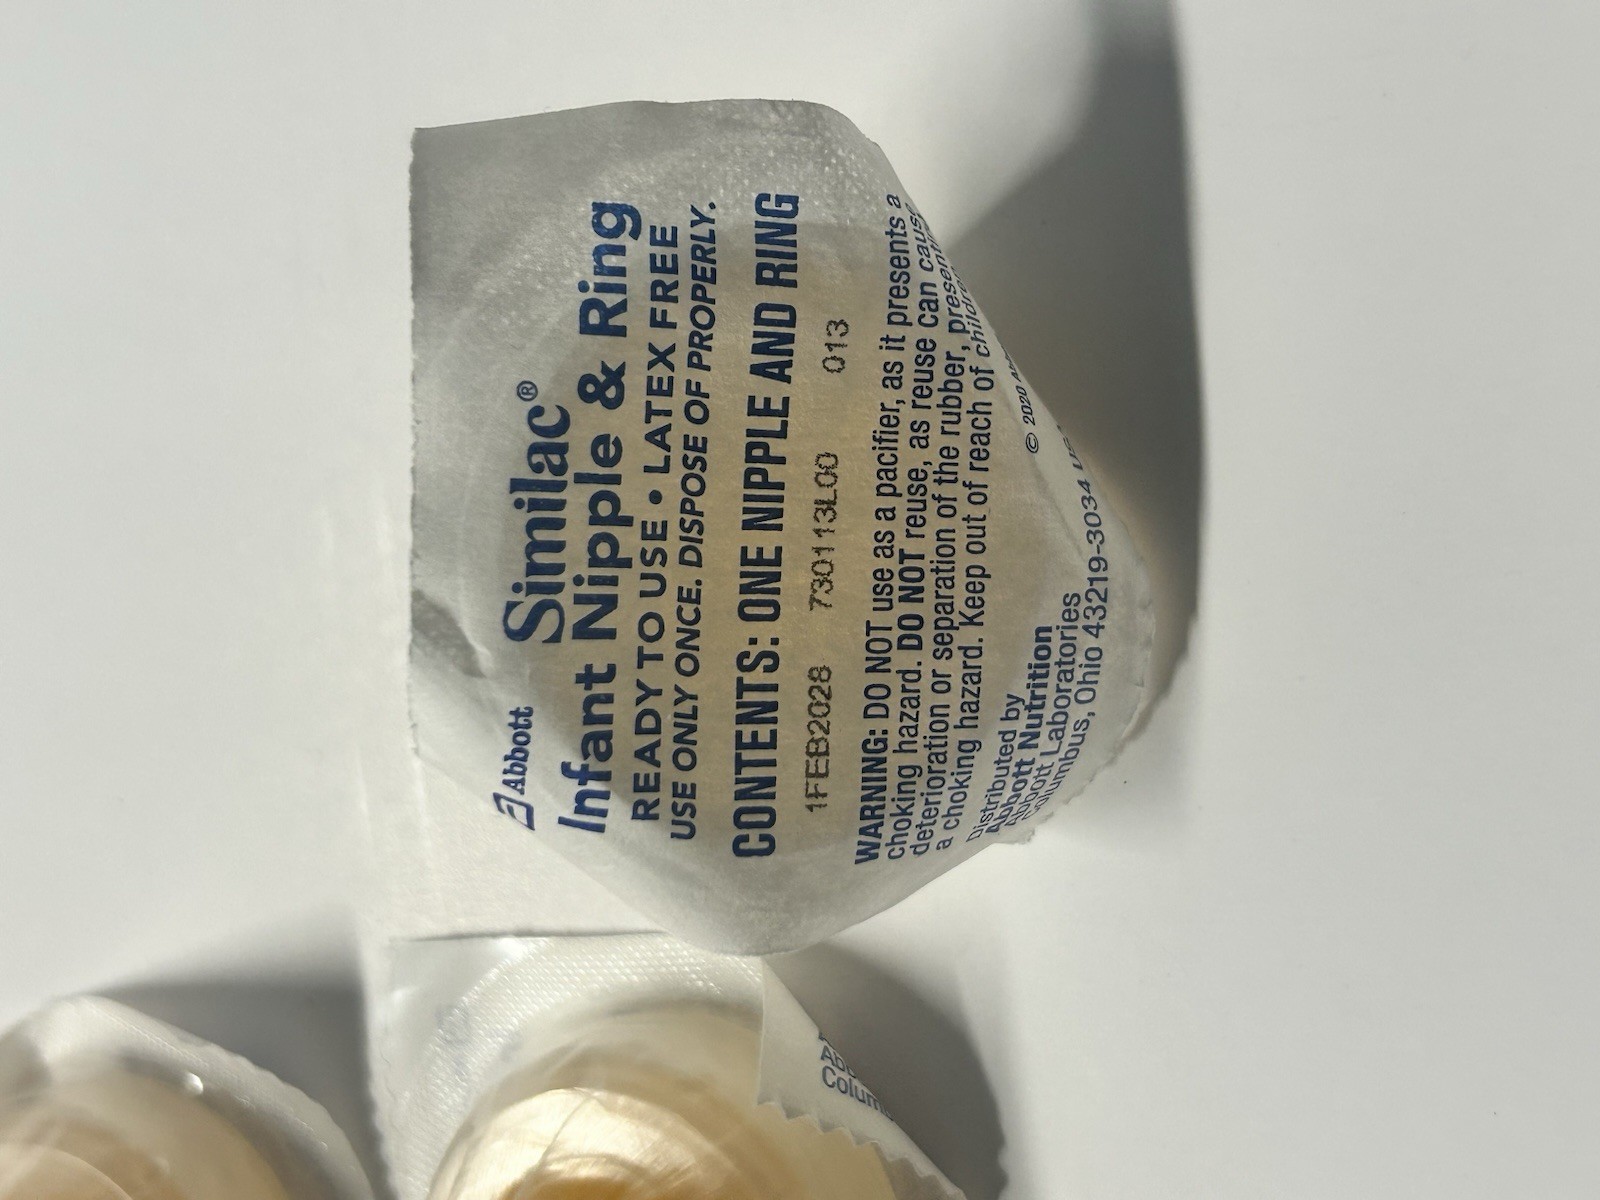 Abbott Similac®
Infant Nipple & Ring
READY TO USE • LATEX FREE
USE ONLY ONCE. DISPOSE OF PROPERLY.
CONTENTS: ONE NIPPLE AND RING
1FEB2028 730113L00 013
WARNING: DO NOT use as a pacifier, as it presents a
choking hazard. DO NOT reuse, as reuse can cause
deterioration or separation of the rubber,
a choking hazard. Keep out of reach of
© 2020
Distributed by
Abbott Nutrition
Abbott Laboratories
Columbus, Ohio 43219-3034